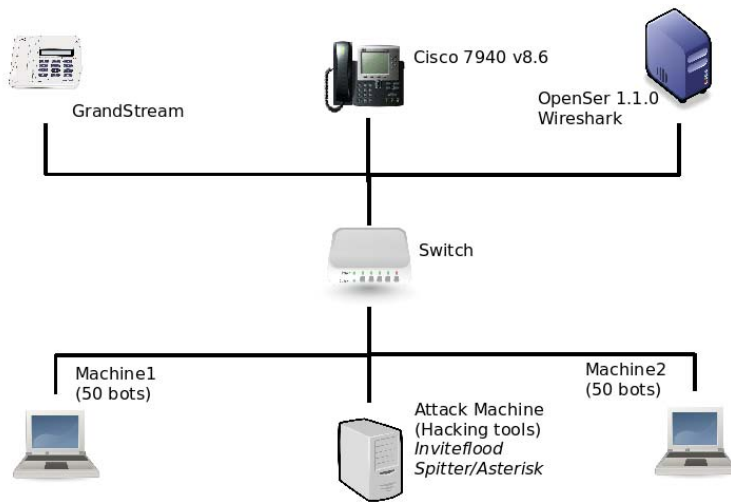 GrandStream
Cisco 7940 v8.6
OpenSer 1.1.0
Wireshark
Switch
Machine1
(50 bots)
Attack Machine
(Hacking tools)
Inviteflood
Spitter/Asterisk
Machine2
(50 bots)